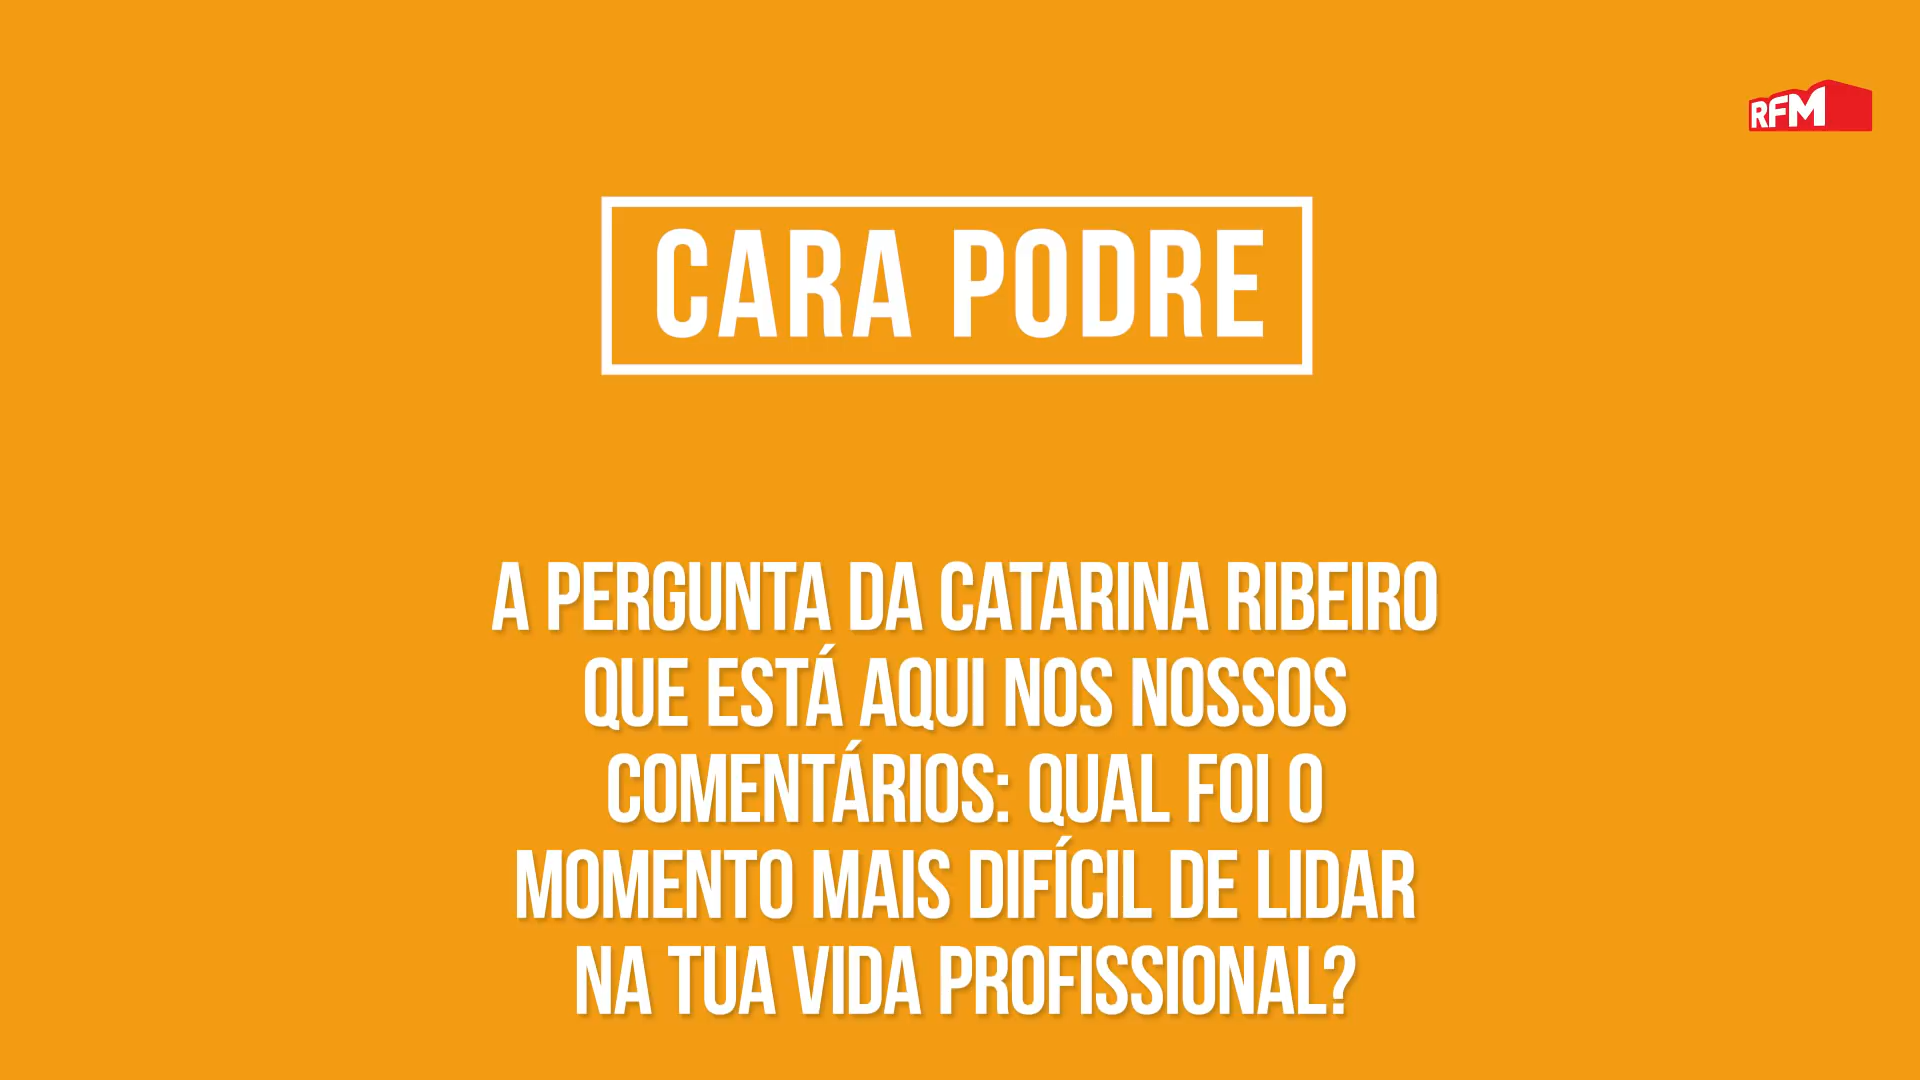 RFM
CARA PODRE
A PERGUNTA DA CATARINA RIBEIRO
QUE ESTÁ AQUI NOS NOSSOS
COMENTÁRIOS: QUAL FOI O
MOMENTO MAIS DIFÍCIL DE LIDAR
NA TUA VIDA PROFISSIONAL?